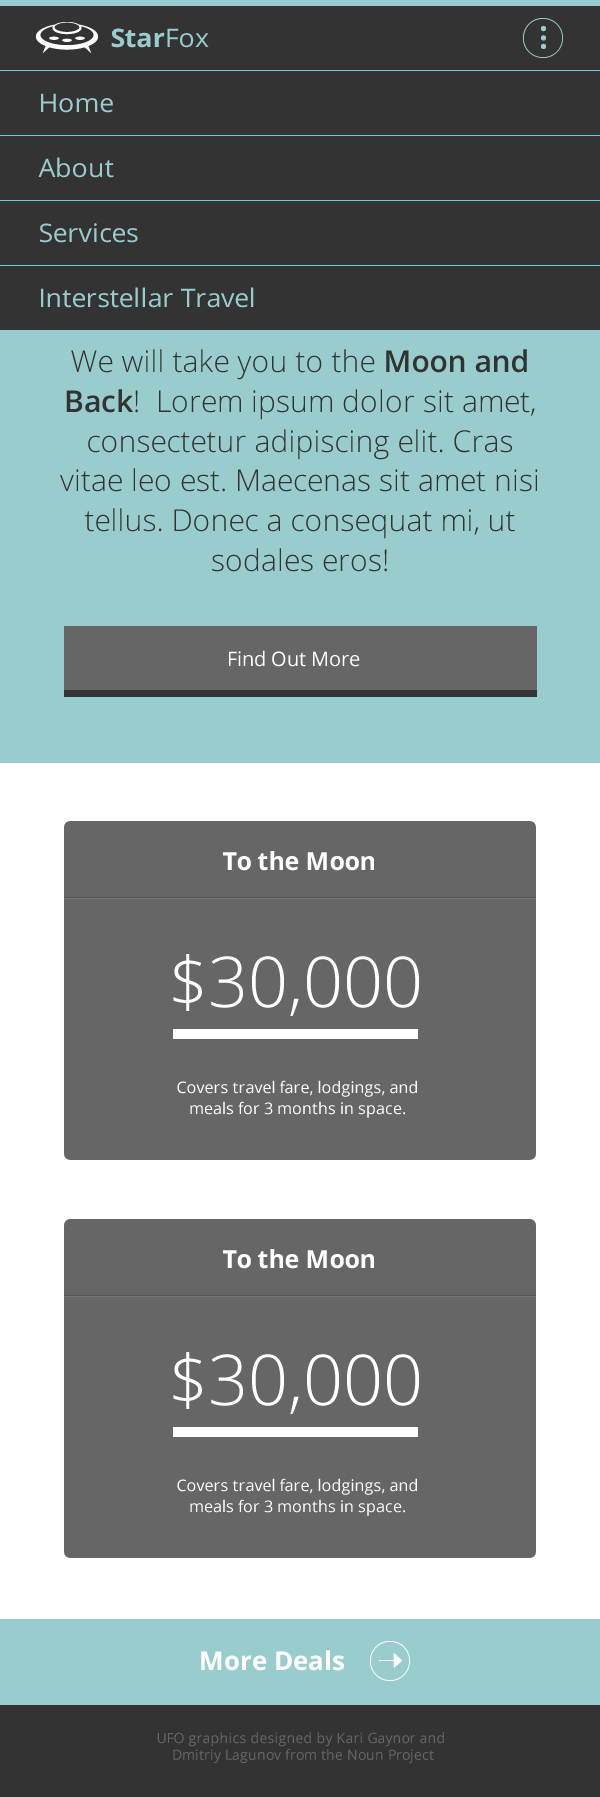 StarFox
Home
About
Services
Interstellar Travel
We will take you to the Moon and
Back!  Lorem ipsum dolor sit amet,
consectetur adipiscing elit. Cras
vitae leo est. Maecenas sit amet nisi
tellus. Donec a consequat mi, ut
sodales eros!
Find Out More
To the Moon
$30,000
Covers travel fare, lodgings, and
meals for 3 months in space.
To the Moon
$30,000
Covers travel fare, lodgings, and
meals for 3 months in space.
More Deals
UFO graphics designed by Kari Gaynor and
Dmitriy Lagunov from the Noun Project